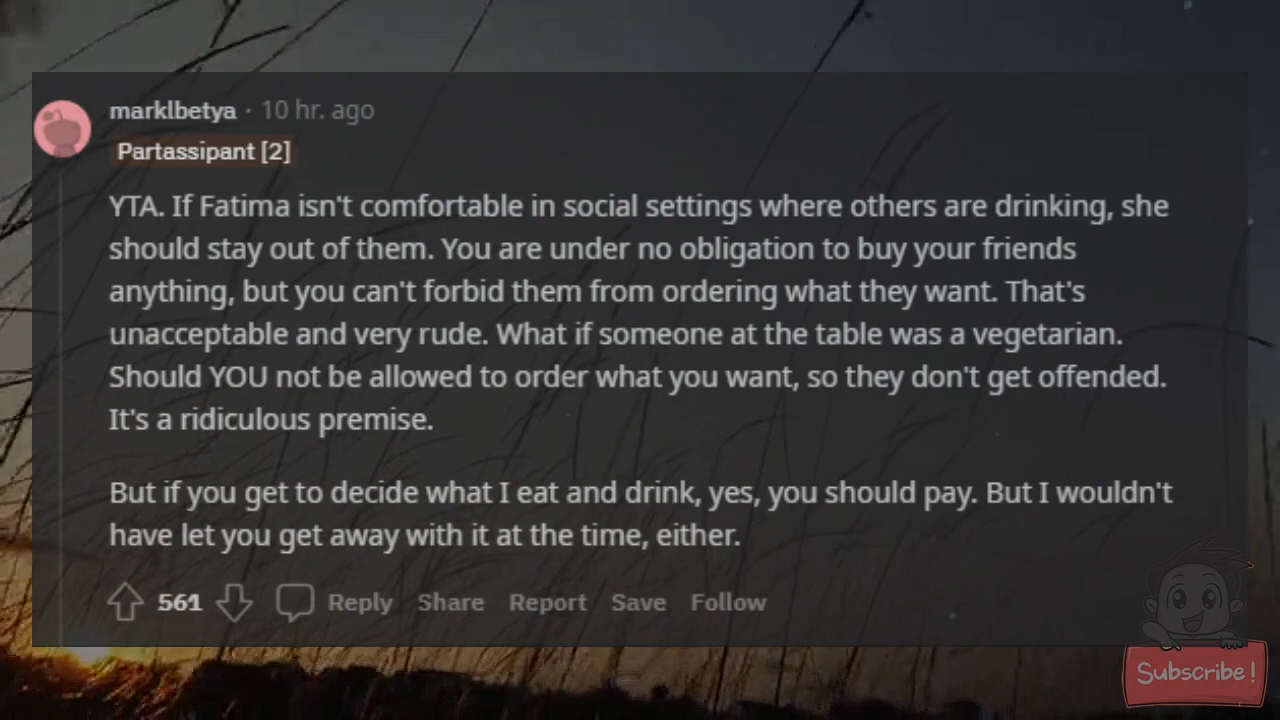 marklbetya · 10 hr. ago
Partassipant [2]
YTA. If Fatima isn't comfortable in social settings where others are drinking, she
should stay out of them. You are under no obligation to buy your friends
anything, but you can't forbid them from ordering what they want. That's
unacceptable and very rude. What if someone at the table was a vegetarian.
Should YOU not be allowed to order what you want, so they don't get offended.
It's a ridiculous premise.
But if you get to decide what I eat and drink, yes, you should pay. But I wouldn't
have let you get away with it at the time, either.
561 Reply Share Report Save Follow
Subscribe!